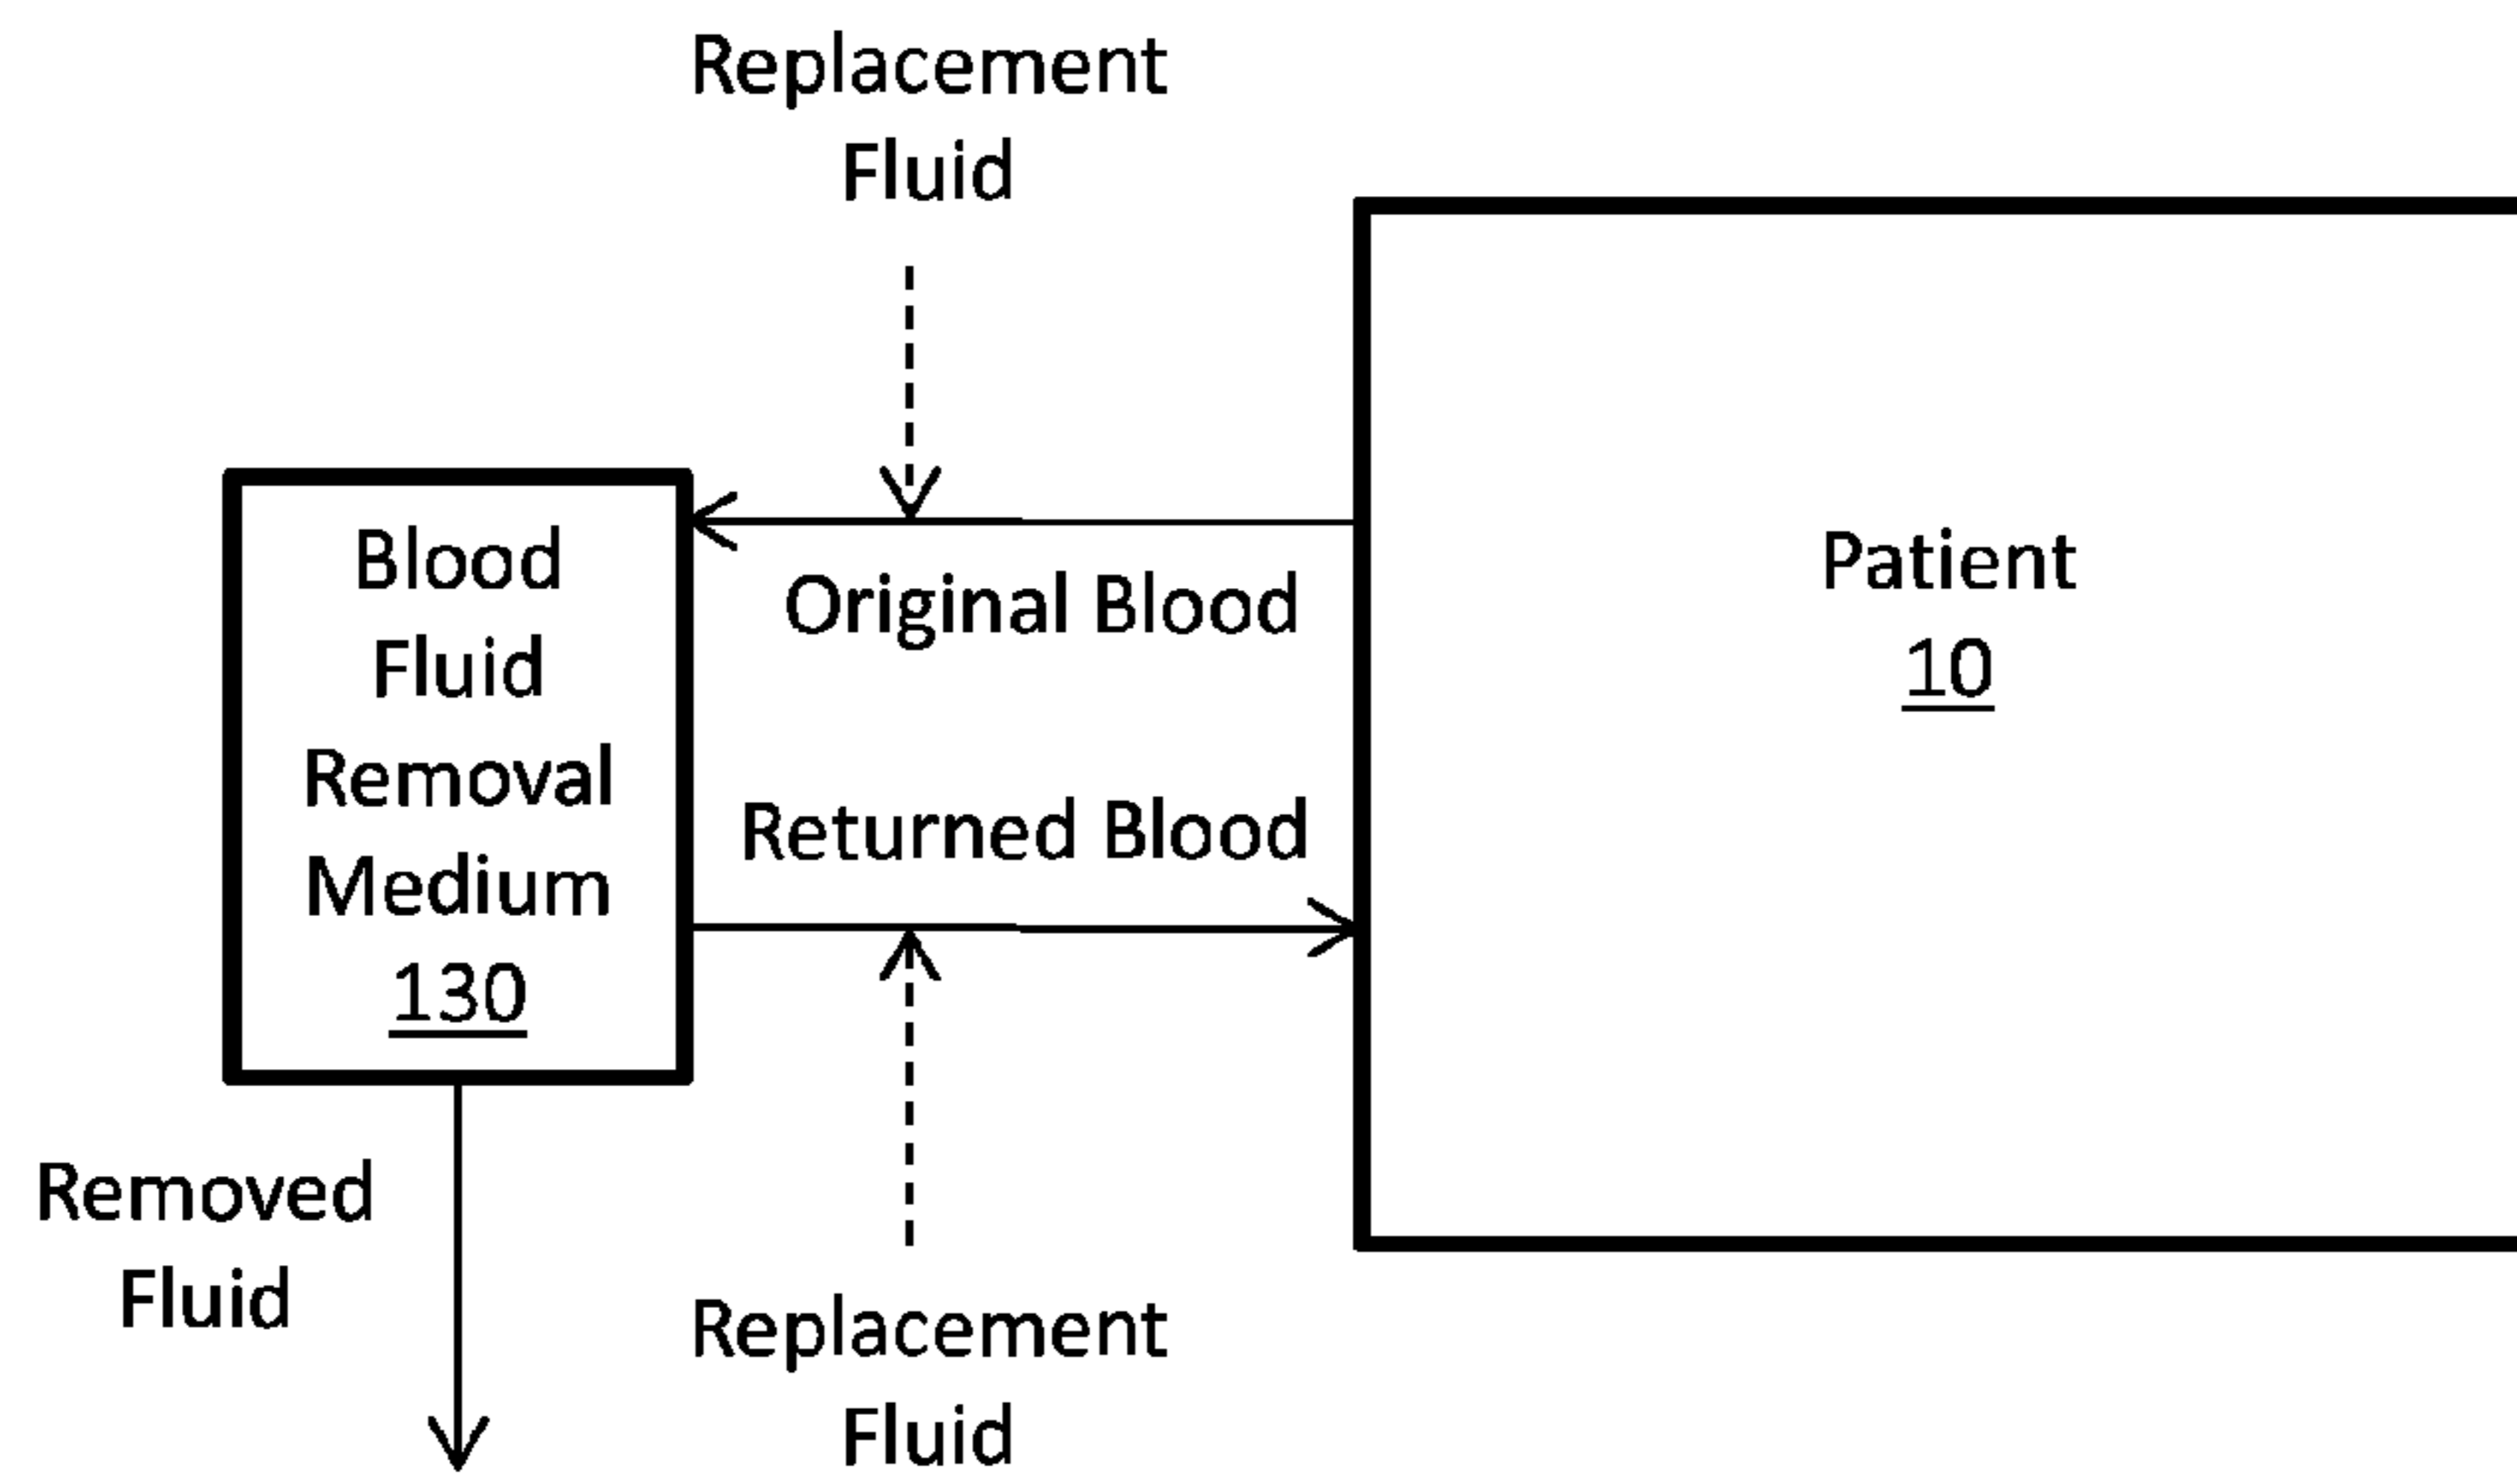 Replacement
Fluid
Blood
Fluid
Removal
Medium
130
Original Blood
Returned Blood
Patient
10
Removed
Fluid
Replacement
Fluid